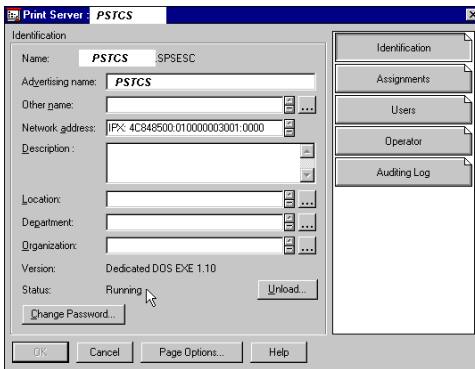 Print Server : PSTCS
Identification
Name: PSTCS .SPSESC
Advertising name: PSTCS
Other name:
Network address: IPX: 4C848500:010000003001:0000
Description :
Location:
Department:
Organization:
Version: Dedicated DOS EXE 1.10
Status: Running
Unload...
Change Password...
OK Cancel Page Options... Help
Identification
Assignments
Users
Operator
Auditing Log